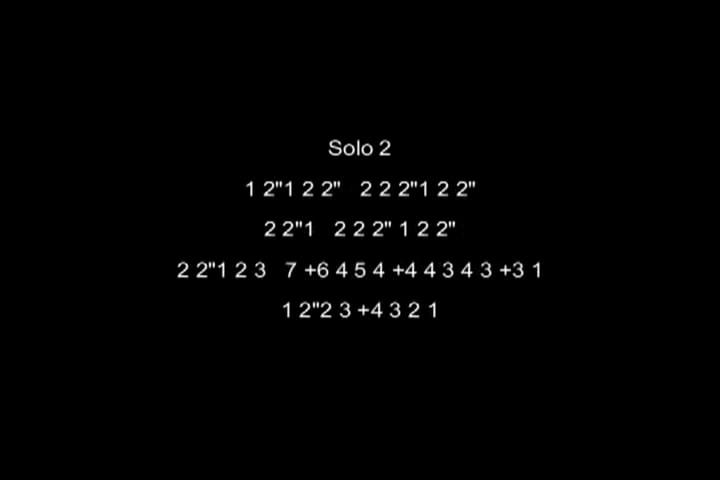 Solo 2
1 2"1 2 2"   2 2 2"1 2 2"
2 2"1   2 2 2" 1 2 2"
2 2"1 2 3   7 +6 4 5 4 +4 4 3 4 3 +3 1
1 2"2 3 +4 3 2 1